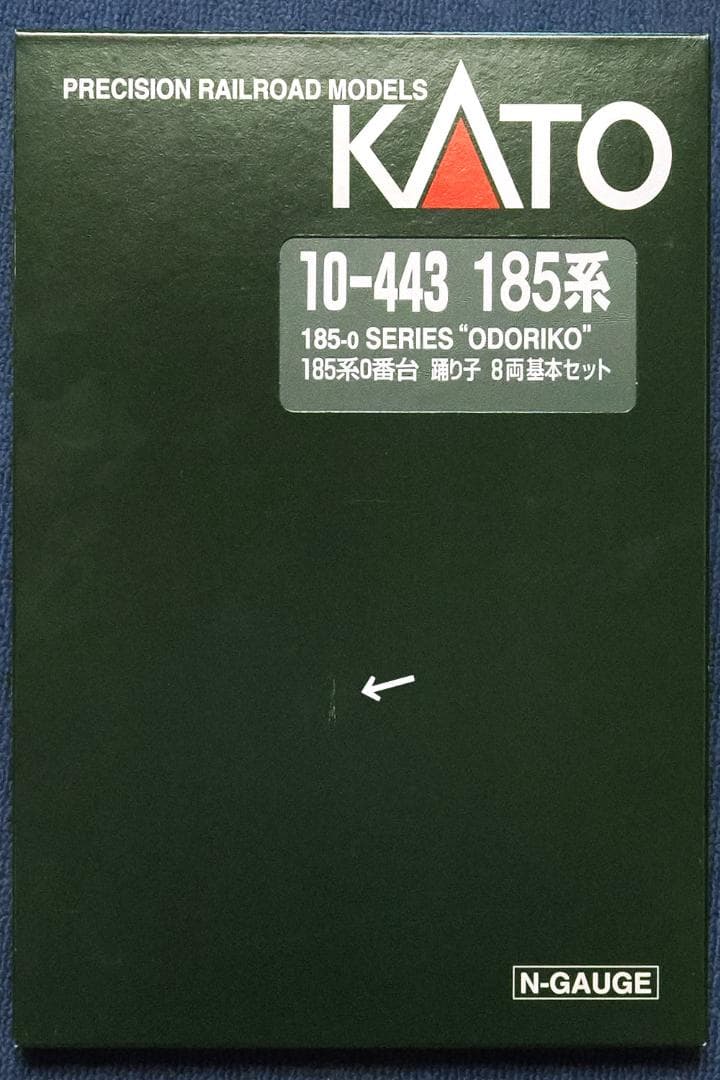 PRECISION RAILROAD MODELS
KATO
10-443 185系
185-0 SERIES “ODORIKO”
185系0番台 踊り子 8両基本セット
N-GAUGE